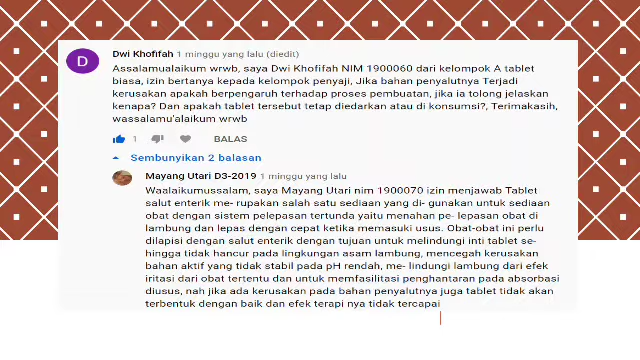 D
Dwi Khofifah 1 minggu yang lalu (diedit)
Assalamualaikum wrwb, saya Dwi Khofifah NIM 1900060 dari kelompok A tablet
biasa, izin bertanya kepada kelompok penyaji, Jika bahan penyalutnya Terjadi
kerusakan apakah berpengaruh terhadap proses pembuatan, jika ia tolong jelaskan
kenapa? Dan apakah tablet tersebut tetap diedarkan atau di konsumsi?, Terimakasih,
wassalamu'alaikum wrwb
1 BALAS
Sembunyikan 2 balasan
Mayang Utari D3-2019 1 minggu yang lalu
Waalaikumussalam, saya Mayang Utari nim 1900070 izin menjawab Tablet
salut enterik me- rupakan salah satu sediaan yang di- gunakan untuk sediaan
obat dengan sistem pelepasan tertunda yaitu menahan pe- lepasan obat di
lambung dan lepas dengan cepat ketika memasuki usus. Obat-obat ini perlu
dilapisi dengan salut enterik dengan tujuan untuk melindungi inti tablet se-
hingga tidak hancur pada lingkungan asam lambung, mencegah kerusakan
bahan aktif yang tidak stabil pada pH rendah, me- lindungi lambung dari efek
iritasi dari obat tertentu dan untuk memfasilitasi penghantaran pada absorbasi
diusus, nah jika ada kerusakan pada bahan penyalutnya juga tablet tidak akan
terbentuk dengan baik dan efek terapi nya tidak tercapai